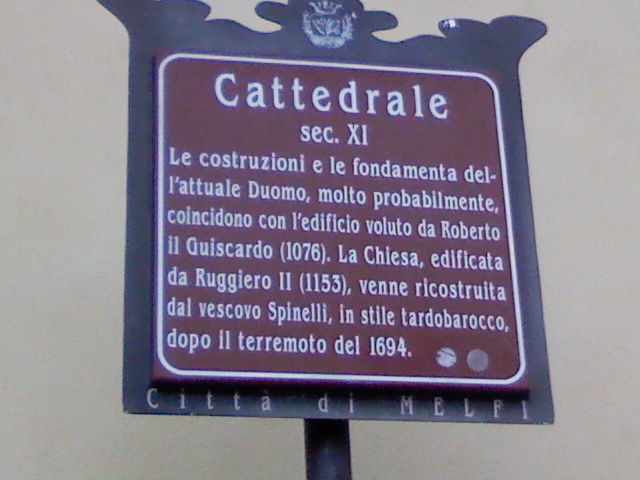 Cattedrale
sec. XI
Le costruzioni e le fondamenta del-
l'attuale Duomo, molto probabilmente,
coincidono con l'edificio voluto da Roberto
il Guiscardo (1076). La Chiesa, edificata
da Ruggiero II (1153), venne ricostruita
dal vescovo Spinelli, in stile tardobarocco,
dopo il terremoto del 1694.
Città di MELFI